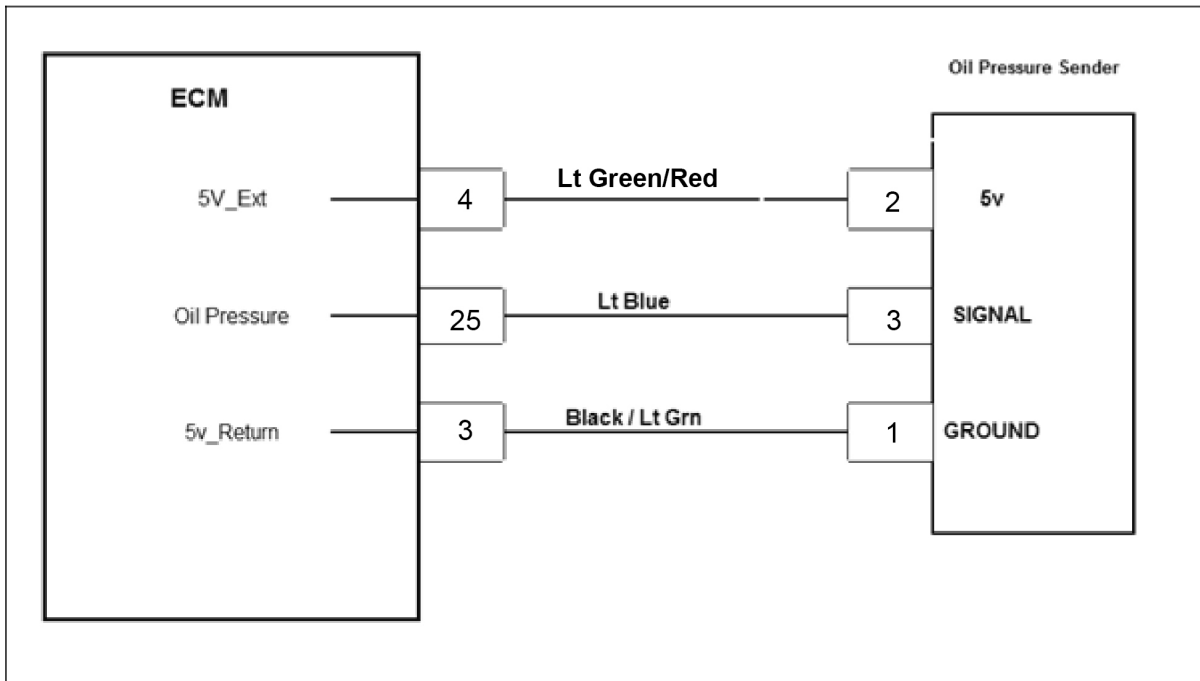 Oil Pressure Sender
ECM
5V_Ext
4
Lt Green/Red
2
5v
Oil Pressure
25
Lt Blue
3
SIGNAL
5v_Return
3
Black / Lt Grn
1
GROUND